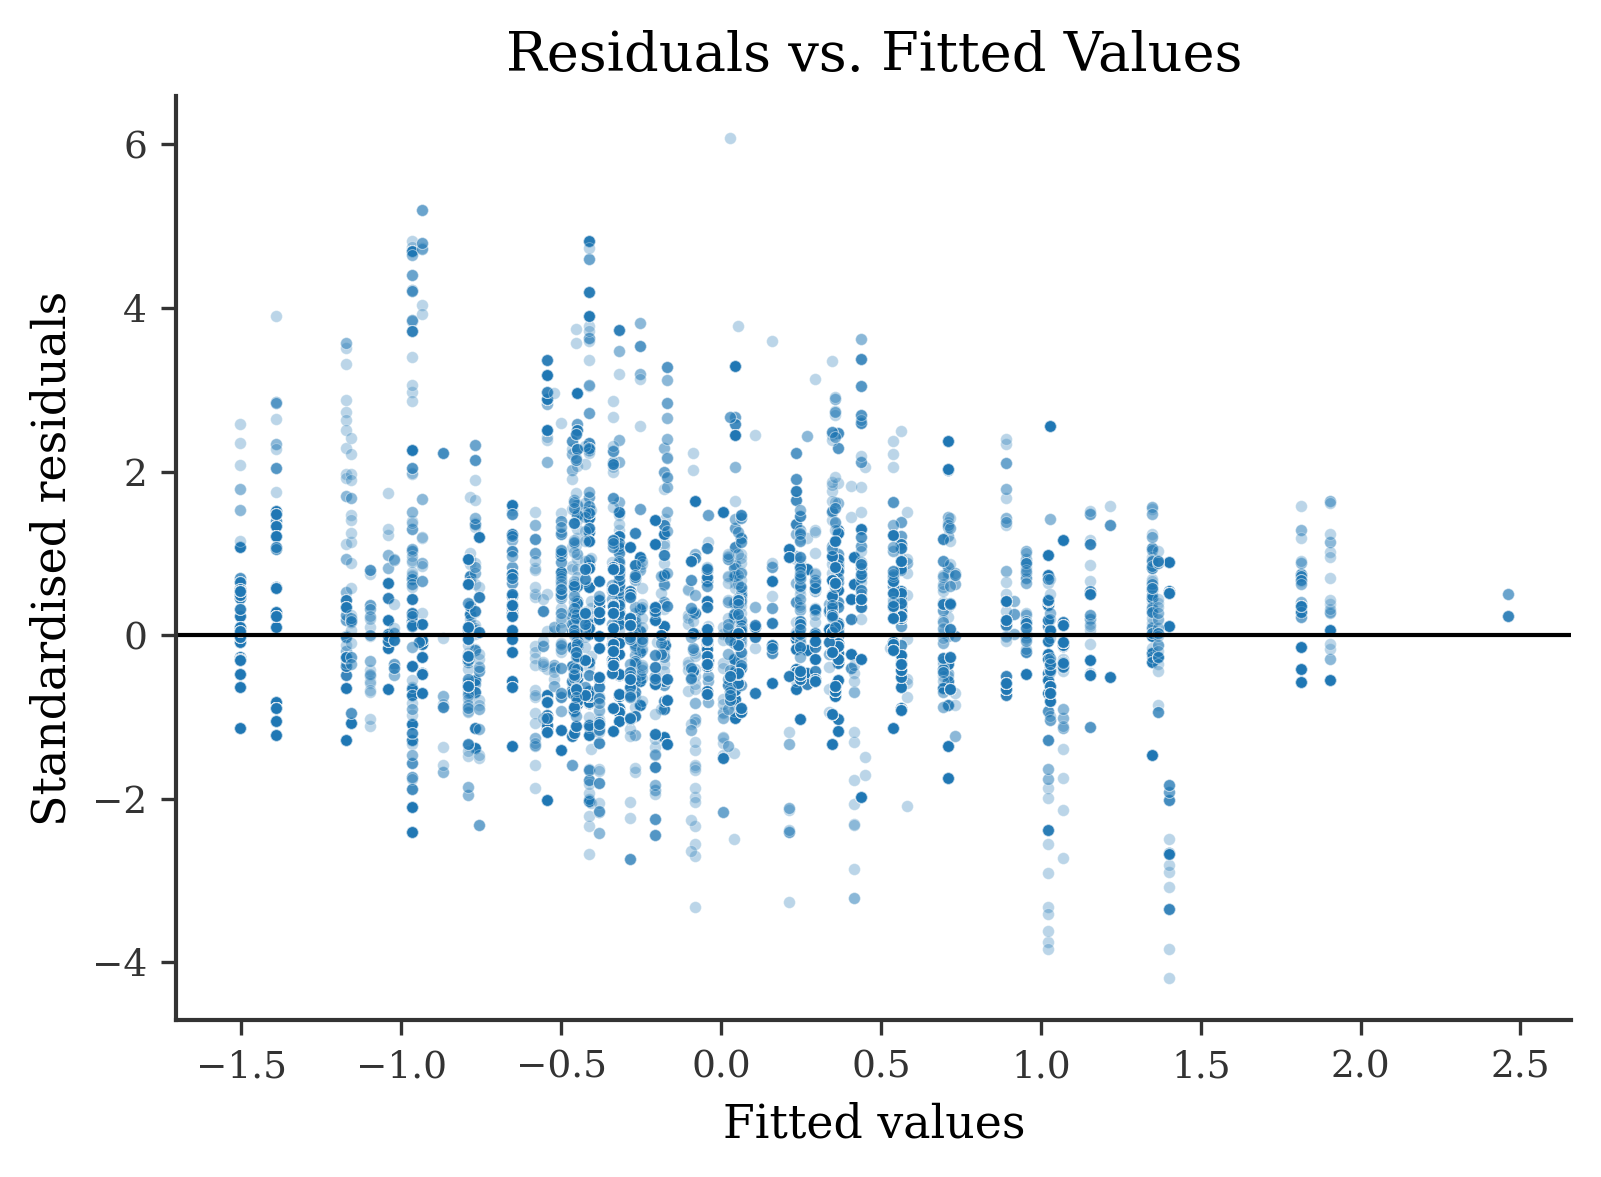 Residuals vs. Fitted Values
Standardised residuals
6
4
2
0
−2
−4
−1.5 −1.0 −0.5 0.0 0.5 1.0 1.5 2.0 2.5
Fitted values